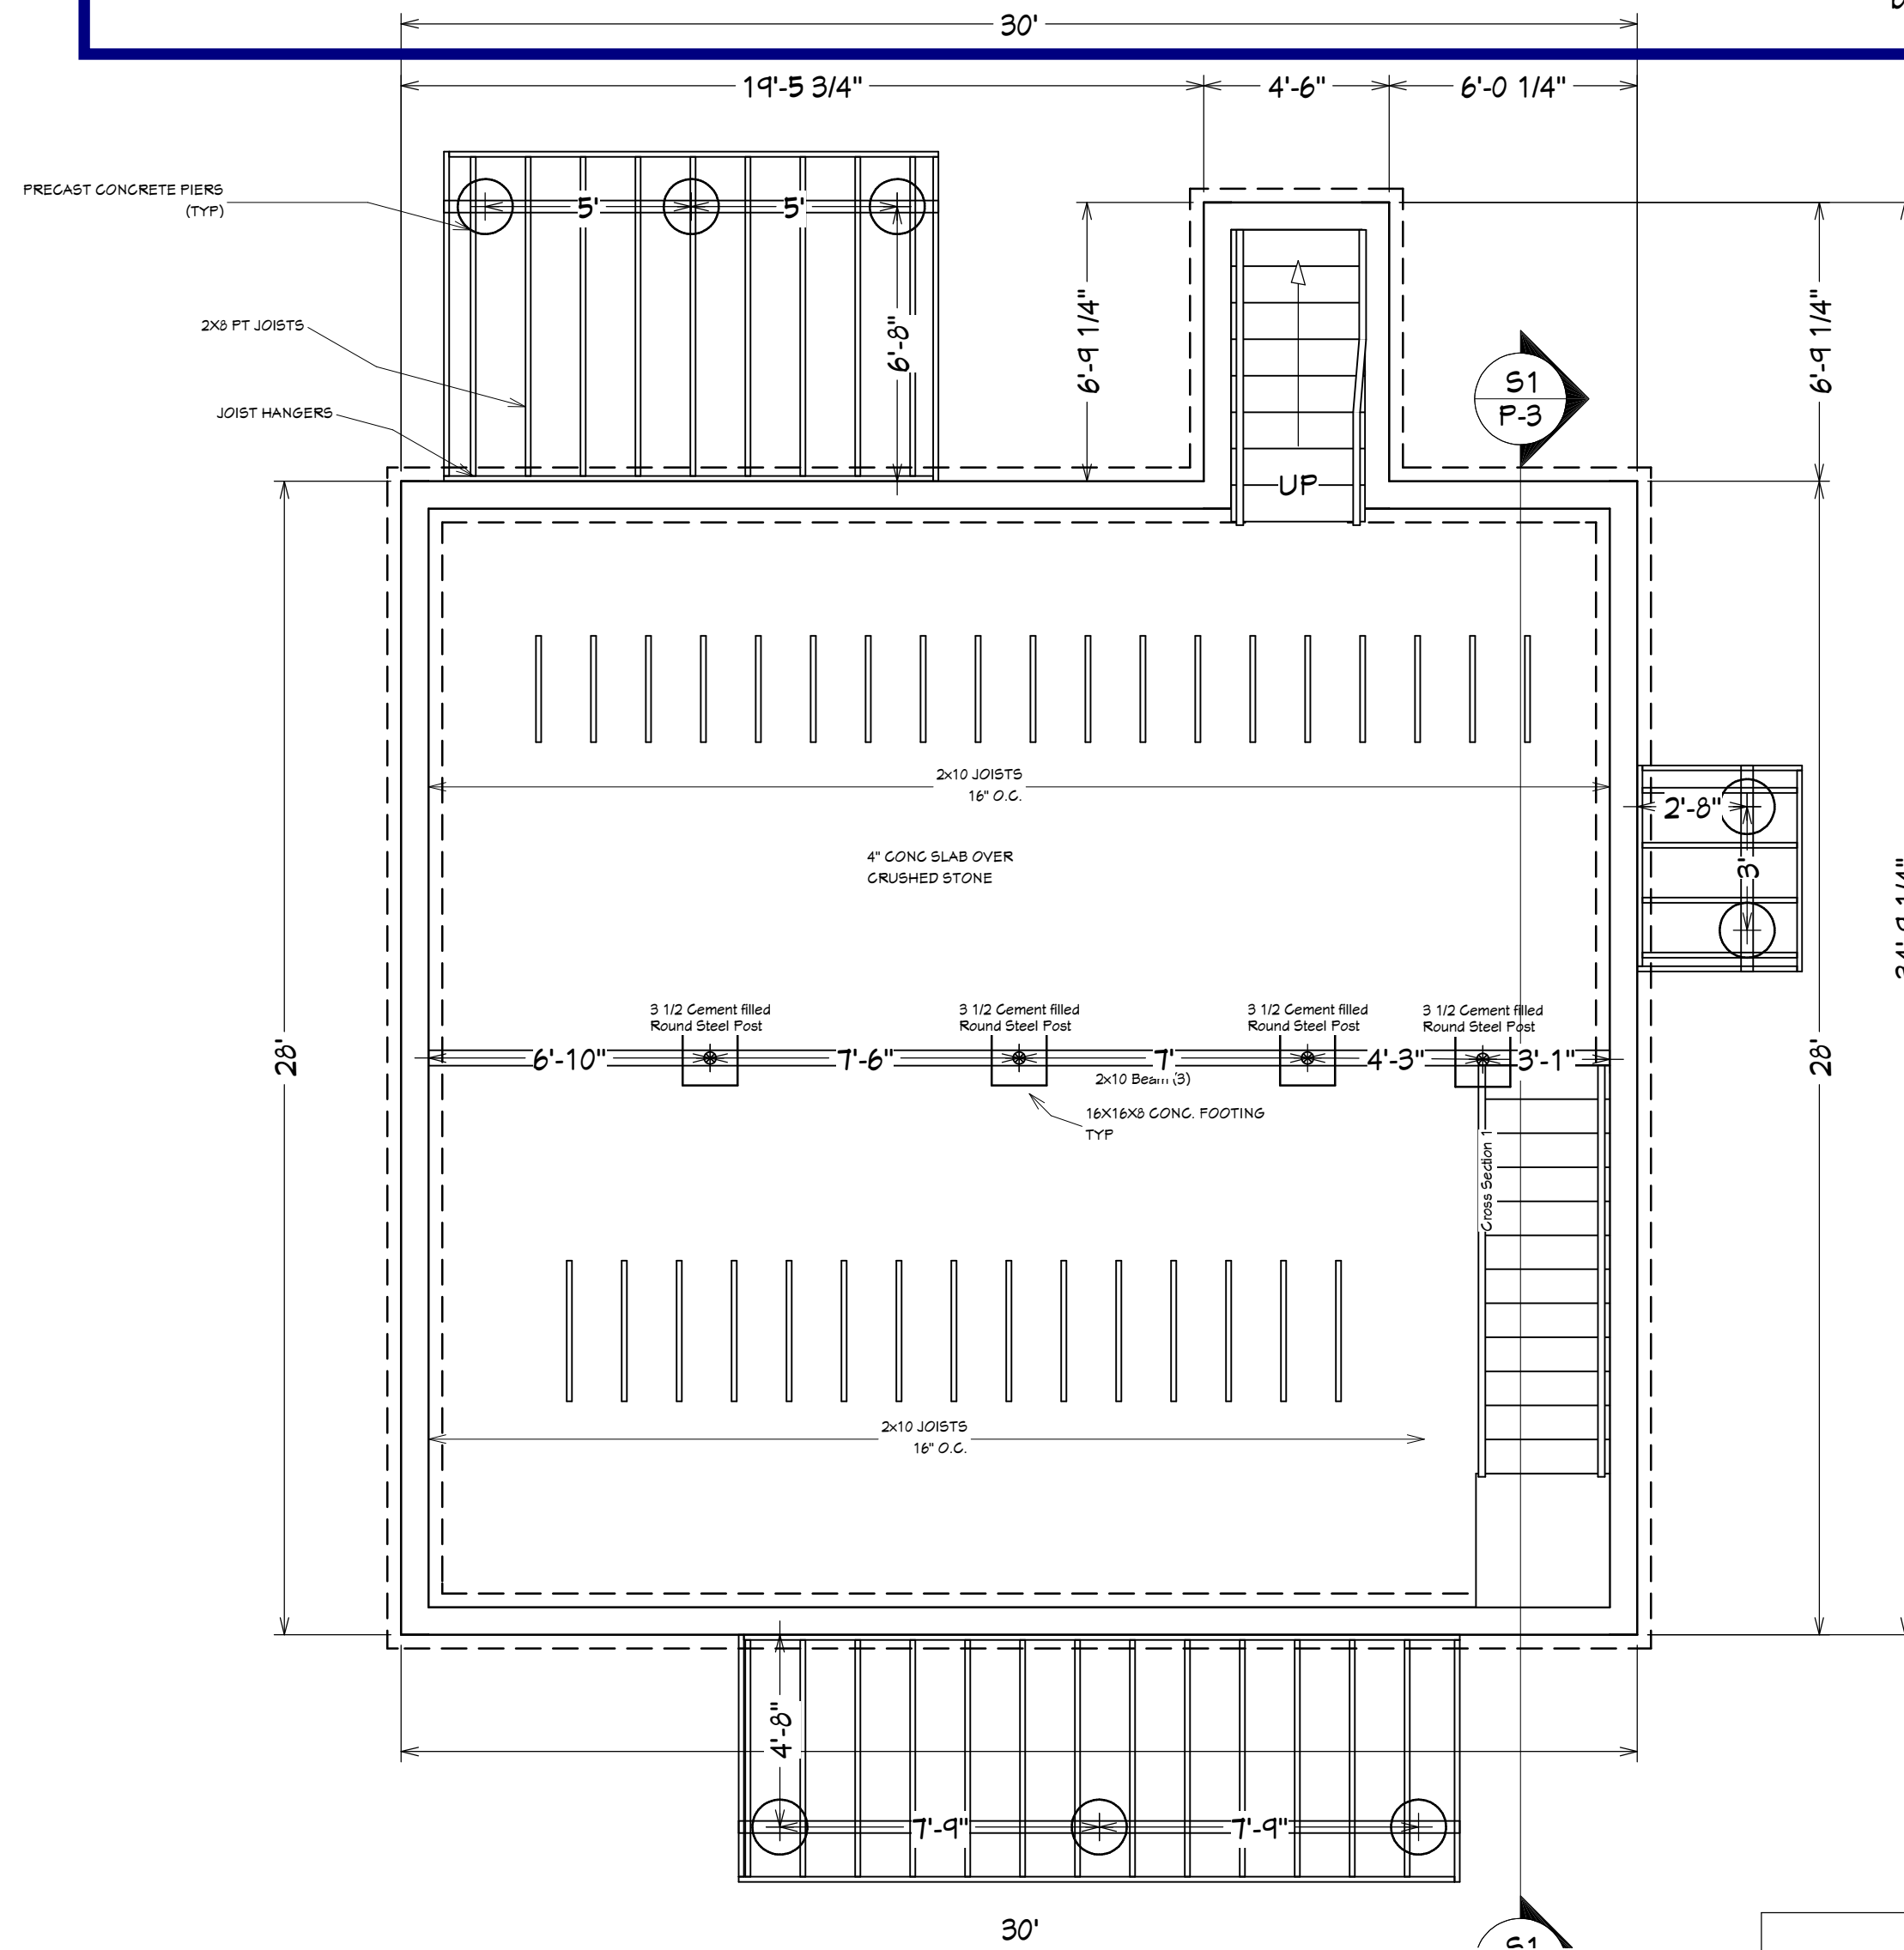 30'
19'-5 3/4"
4'-6"
6'-0 1/4"
PRECAST CONCRETE PIERS
(TYP)
5'
5'
6'-8"
6'-9 1/4"
6'-9 1/4"
2X8 PT JOISTS
JOIST HANGERS
S1
P-3
UP
2x10 JOISTS
16" O.C.
2'-8"
3'
4" CONC SLAB OVER
CRUSHED STONE
3 1/2 Cement filled
Round Steel Post
3 1/2 Cement filled
Round Steel Post
3 1/2 Cement filled
Round Steel Post
3 1/2 Cement filled
Round Steel Post
28'
6'-10"
7'-6"
7'
4'-3"
3'-1"
28'
2x10 Beam (3)
16X16X8 CONC. FOOTING
TYP
Cross Section 1
2x10 JOISTS
16" O.C.
4'-8"
7'-9"
7'-9"
30'
S1